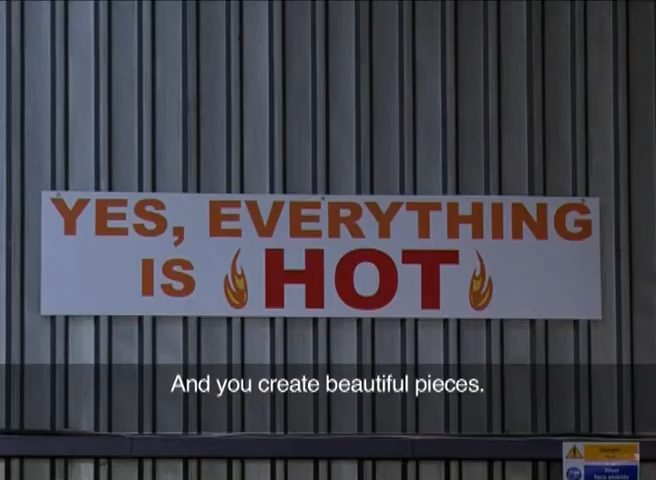 YES, EVERYTHING
IS HOT
And you create beautiful pieces.